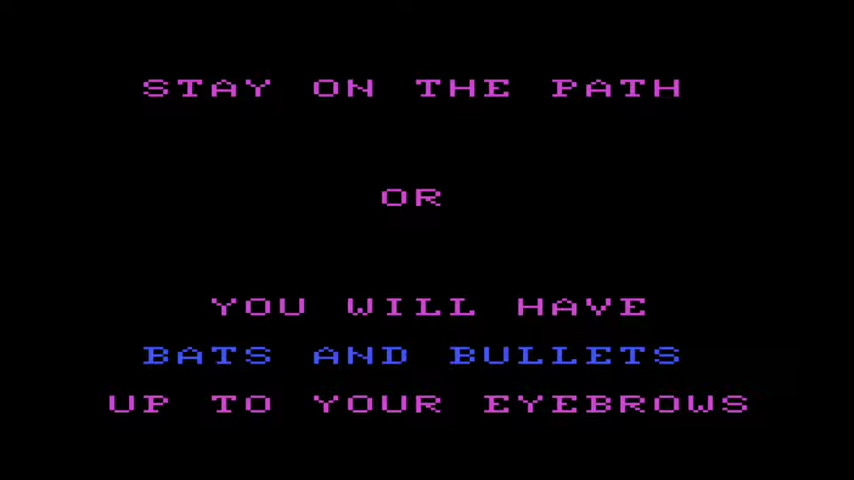 STAY ON THE PATH
OR
YOU WILL HAVE
BATS AND BULLETS
UP TO YOUR EYEBROWS